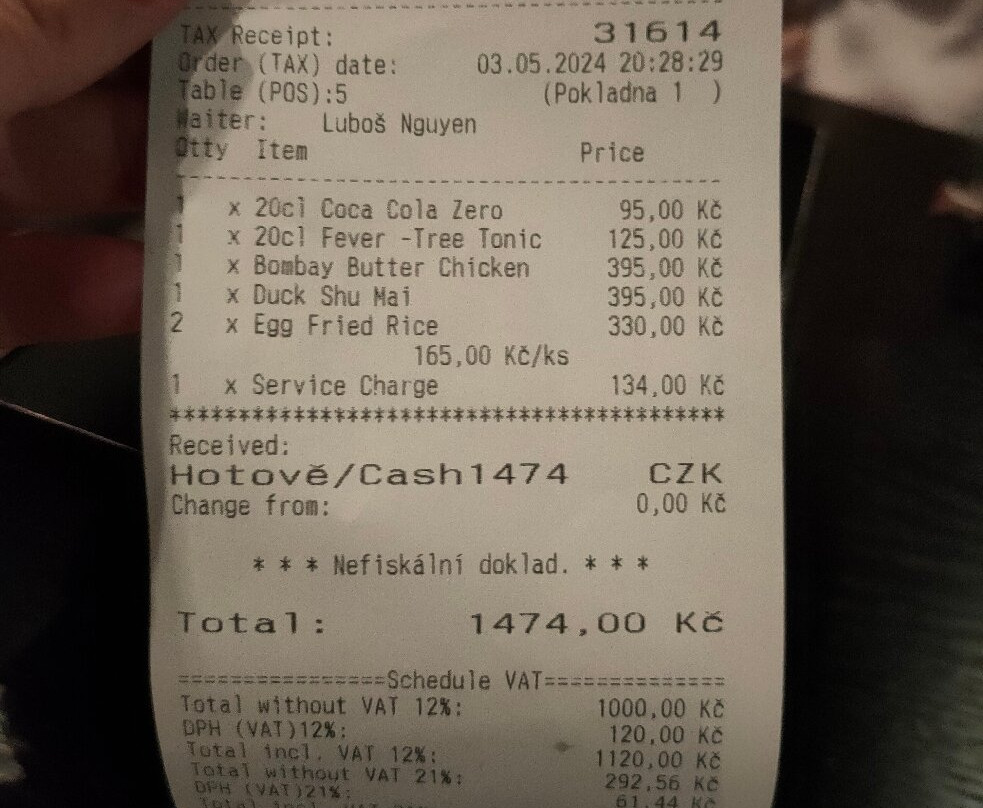 TAX Receipt: 31614
Order (TAX) date: 03.05.2024 20:28:29
Table (POS):5 (Pokladna 1 )
Waiter: Luboš Nguyen
Qtty Item Price
--------------------------------------------
1 x 20cl Coca Cola Zero 95,00 Kč
1 x 20cl Fever -Tree Tonic 125,00 Kč
1 x Bombay Butter Chicken 395,00 Kč
1 x Duck Shu Mai 395,00 Kč
2 x Egg Fried Rice 330,00 Kč
165,00 Kč/ks
1 x Service Charge 134,00 Kč
******************************************
Received:
Hotově/Cash1474 CZK
Change from: 0,00 Kč
* * * Nefiskální doklad. * * *
Total: 1474,00 Kč
================Schedule VAT==============
Total without VAT 12%: 1000,00 Kč
DPH (VAT)12%: 120,00 Kč
Total incl. VAT 12%: 1120,00 Kč
Total without VAT 21%: 292,56 Kč
DPH (VAT)21%: 61,44 Kč